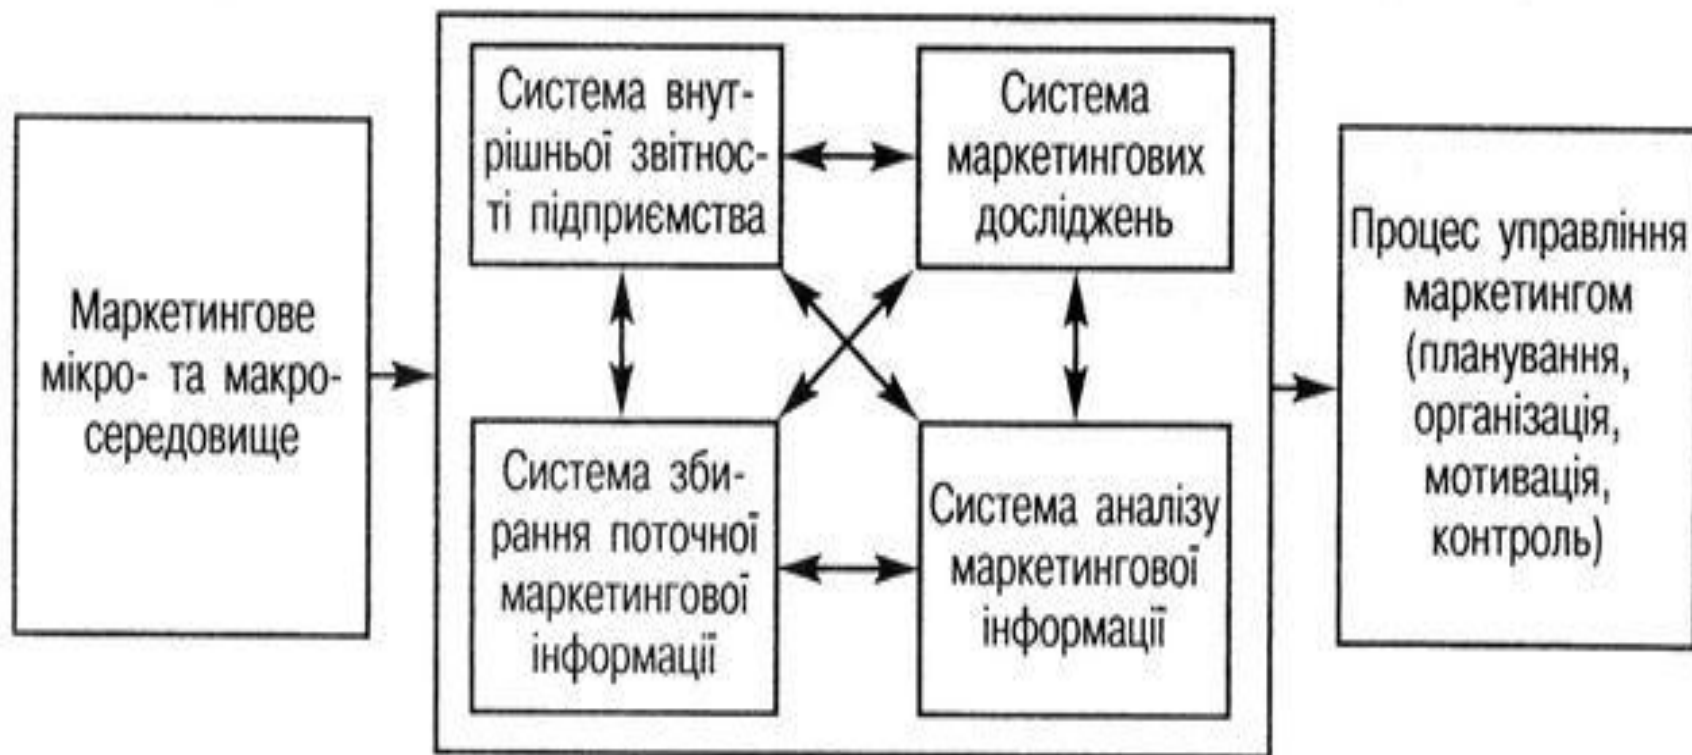 Маркетингове
мікро- та макро-
середовище
Система внут-
рішньої звітнос-
ті підприємства
Система
маркетингових
досліджень
Система зби-
рання поточної
маркетингової
інформації
Система аналізу
маркетингової
інформації
Процес управління
маркетингом
(планування,
організація,
мотивація,
контроль)